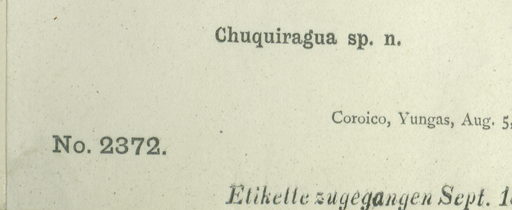 Chuquiragua sp. n.
Coroico, Yungas, Aug. 5,
No. 2372.
Etikette zugegangen Sept. 1